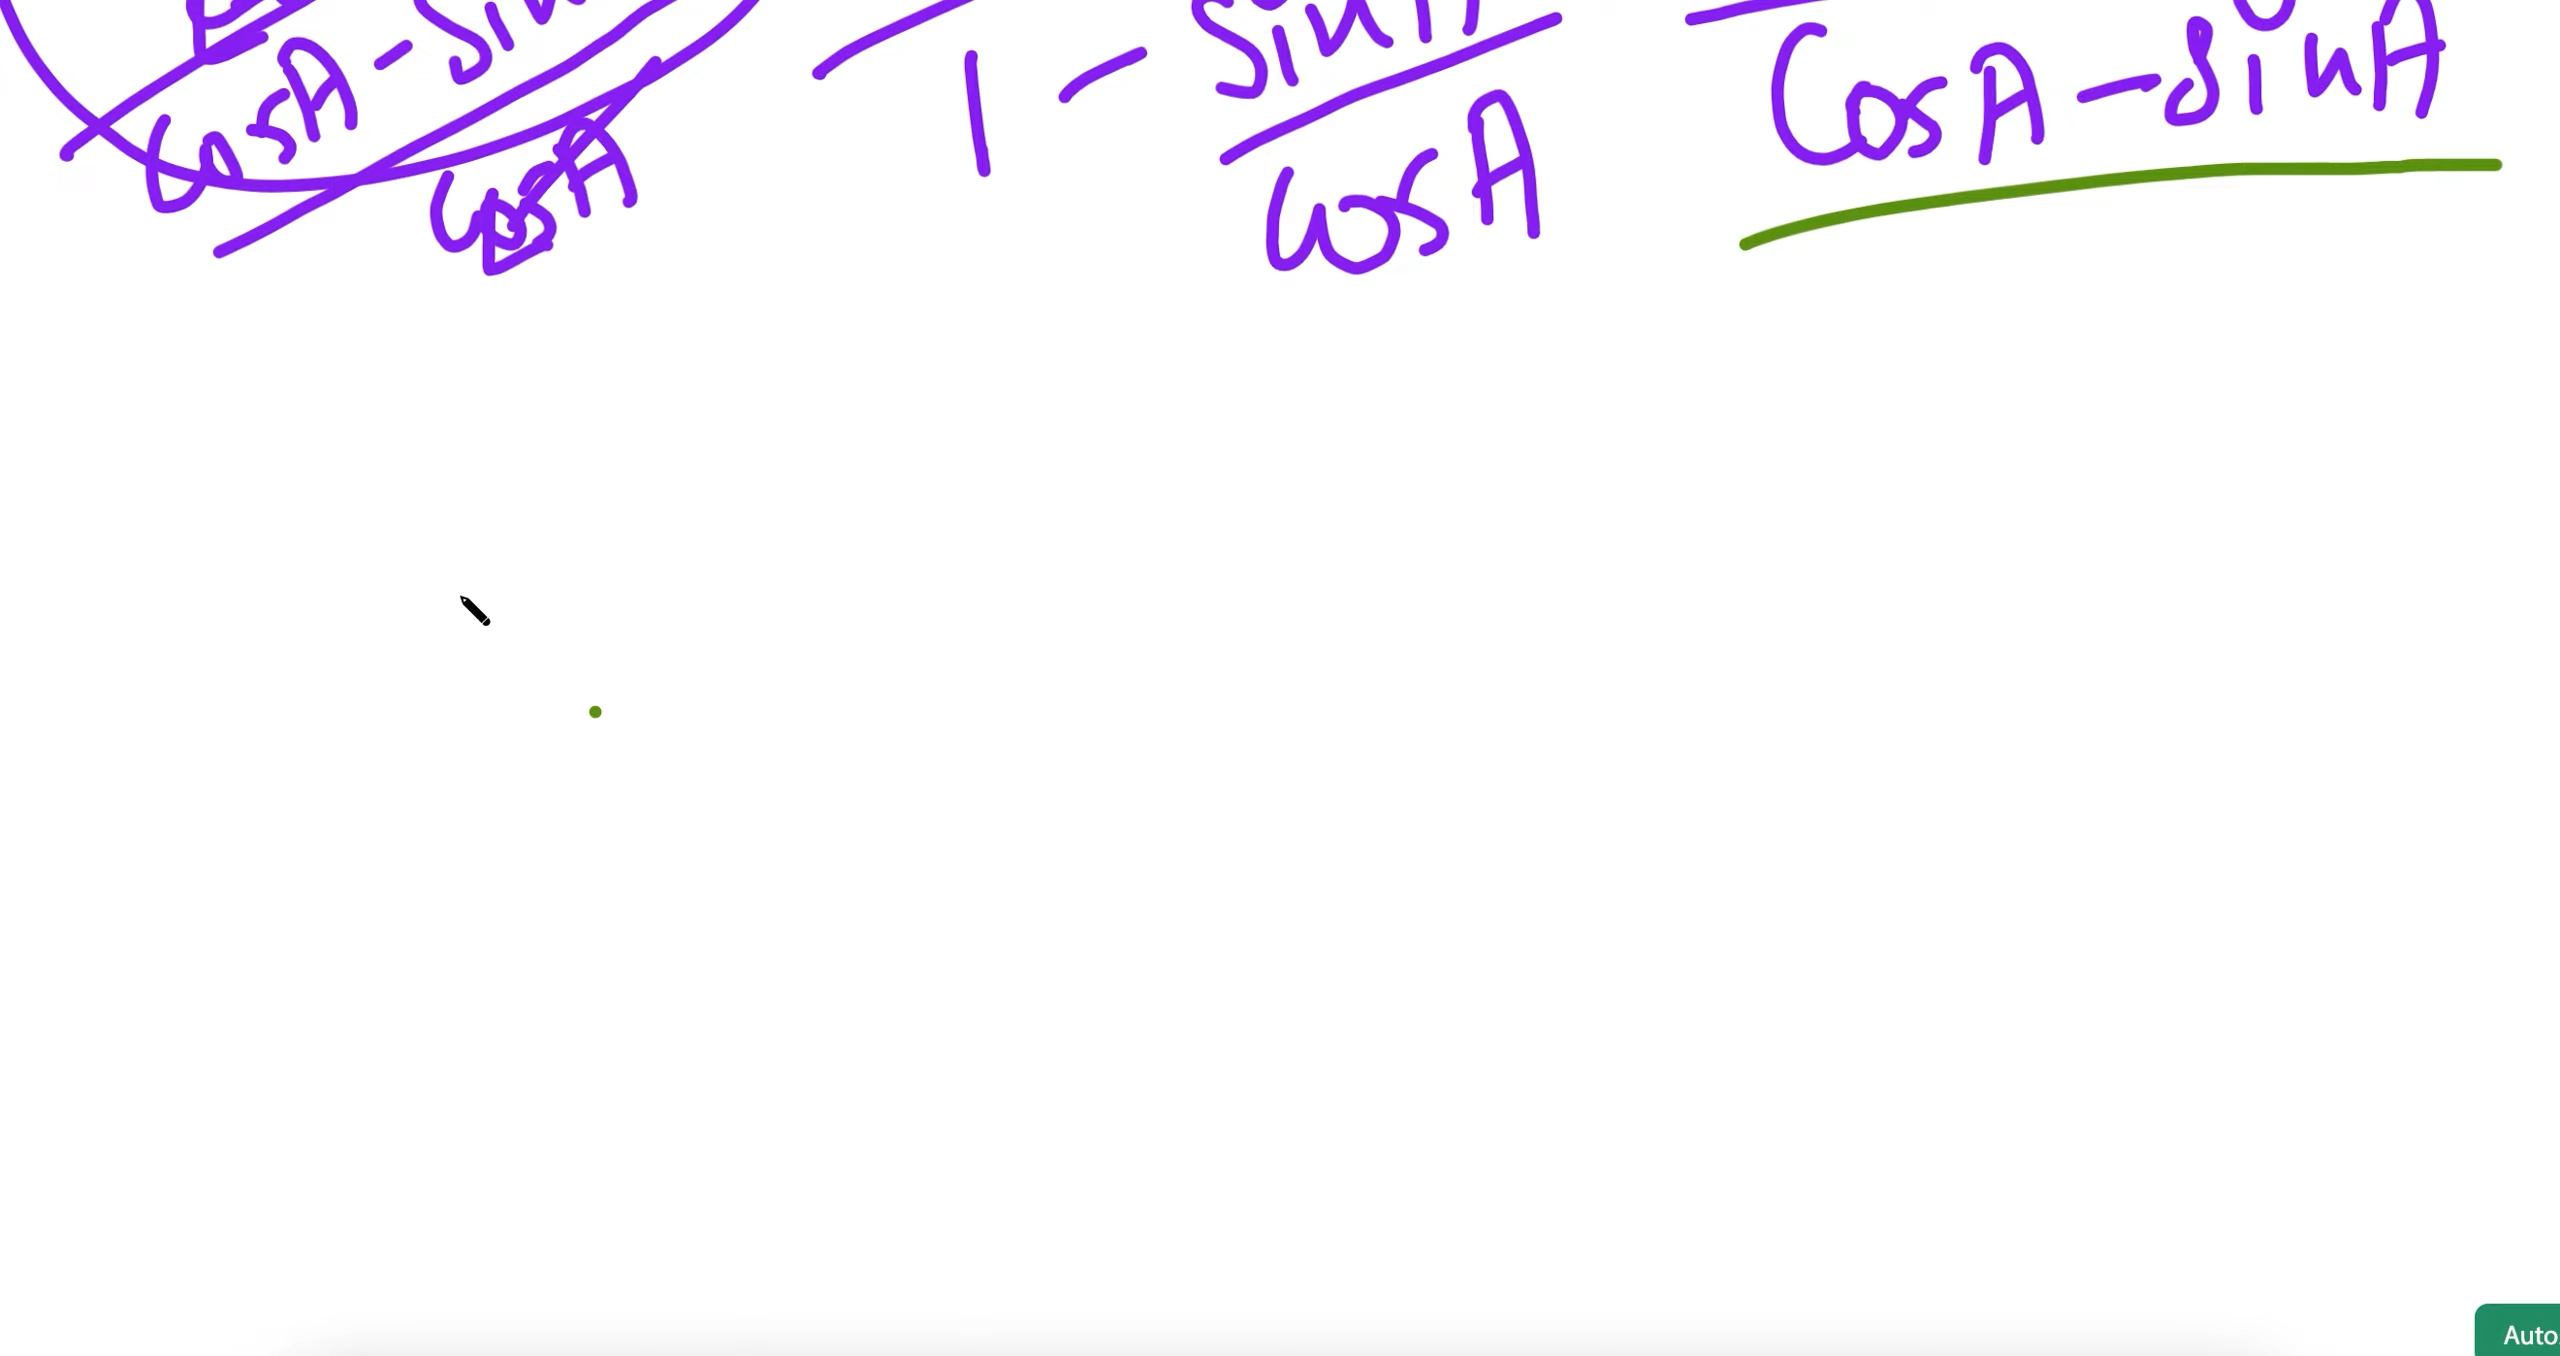 CosA - Sin
CosA
1 - SinA
CosA
CosA - SinA
Auto